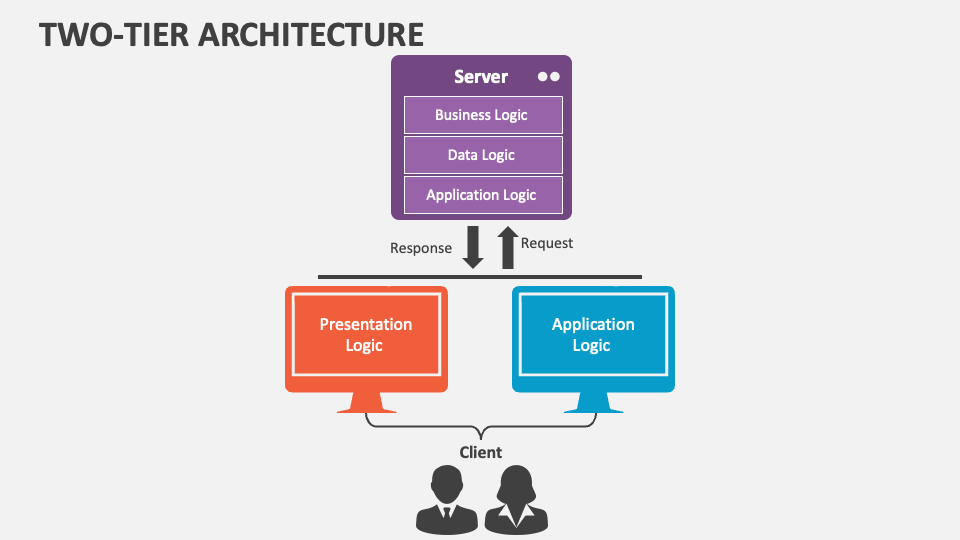 TWO-TIER ARCHITECTURE
Server
Business Logic
Data Logic
Application Logic
Response
Request
Presentation
Logic
Application
Logic
Client